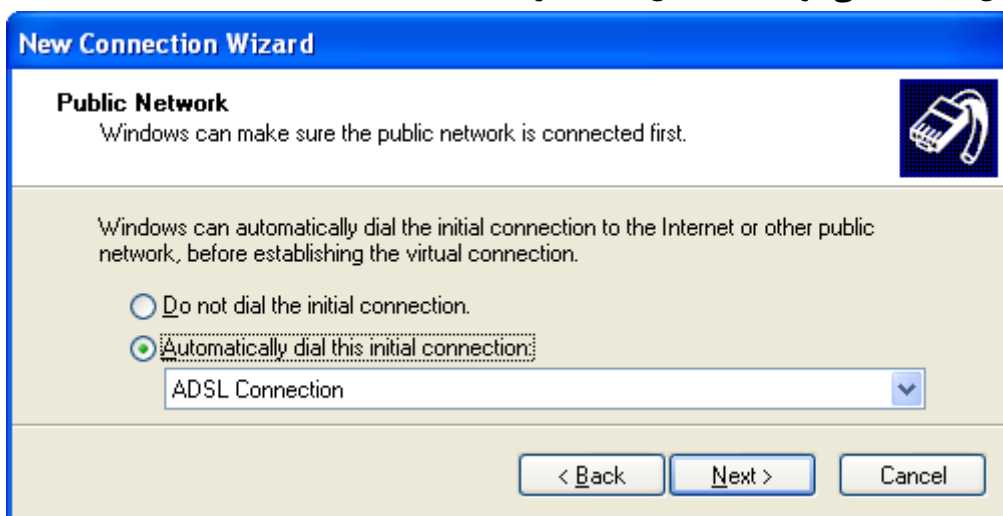 New Connection Wizard
Public Network
Windows can make sure the public network is connected first.
Windows can automatically dial the initial connection to the Internet or other public
network, before establishing the virtual connection.
Do not dial the initial connection.
Automatically dial this initial connection:
ADSL Connection
< Back
Next >
Cancel